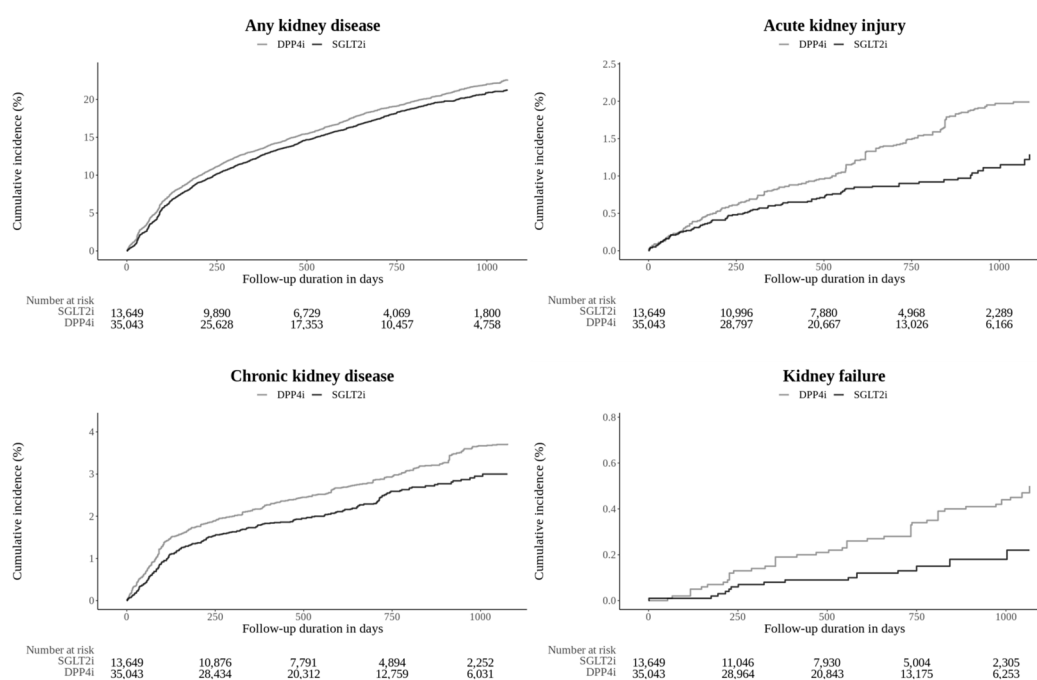 Any kidney disease
DPP4i SGLT2i
Cumulative incidence (%)
20
15
10
5
0
0 250 500 750 1000
Follow-up duration in days
Number at risk
SGLT2i 13,649 9,890 6,729 4,069 1,800
DPP4i 35,043 25,628 17,353 10,457 4,758
Acute kidney injury
DPP4i SGLT2i
Cumulative incidence (%)
2.5
2.0
1.5
1.0
0.5
0.0
0 250 500 750 1000
Follow-up duration in days
Number at risk
SGLT2i 13,649 10,996 7,880 4,968 2,289
DPP4i 35,043 28,797 20,667 13,026 6,166
Chronic kidney disease
DPP4i SGLT2i
Cumulative incidence (%)
4
3
2
1
0
0 250 500 750 1000
Follow-up duration in days
Number at risk
SGLT2i 13,649 10,876 7,791 4,894 2,252
DPP4i 35,043 28,434 20,312 12,759 6,031
Kidney failure
DPP4i SGLT2i
Cumulative incidence (%)
0.8
0.6
0.4
0.2
0.0
0 250 500 750 1000
Follow-up duration in days
Number at risk
SGLT2i 13,649 11,046 7,930 5,004 2,305
DPP4i 35,043 28,964 20,843 13,175 6,253